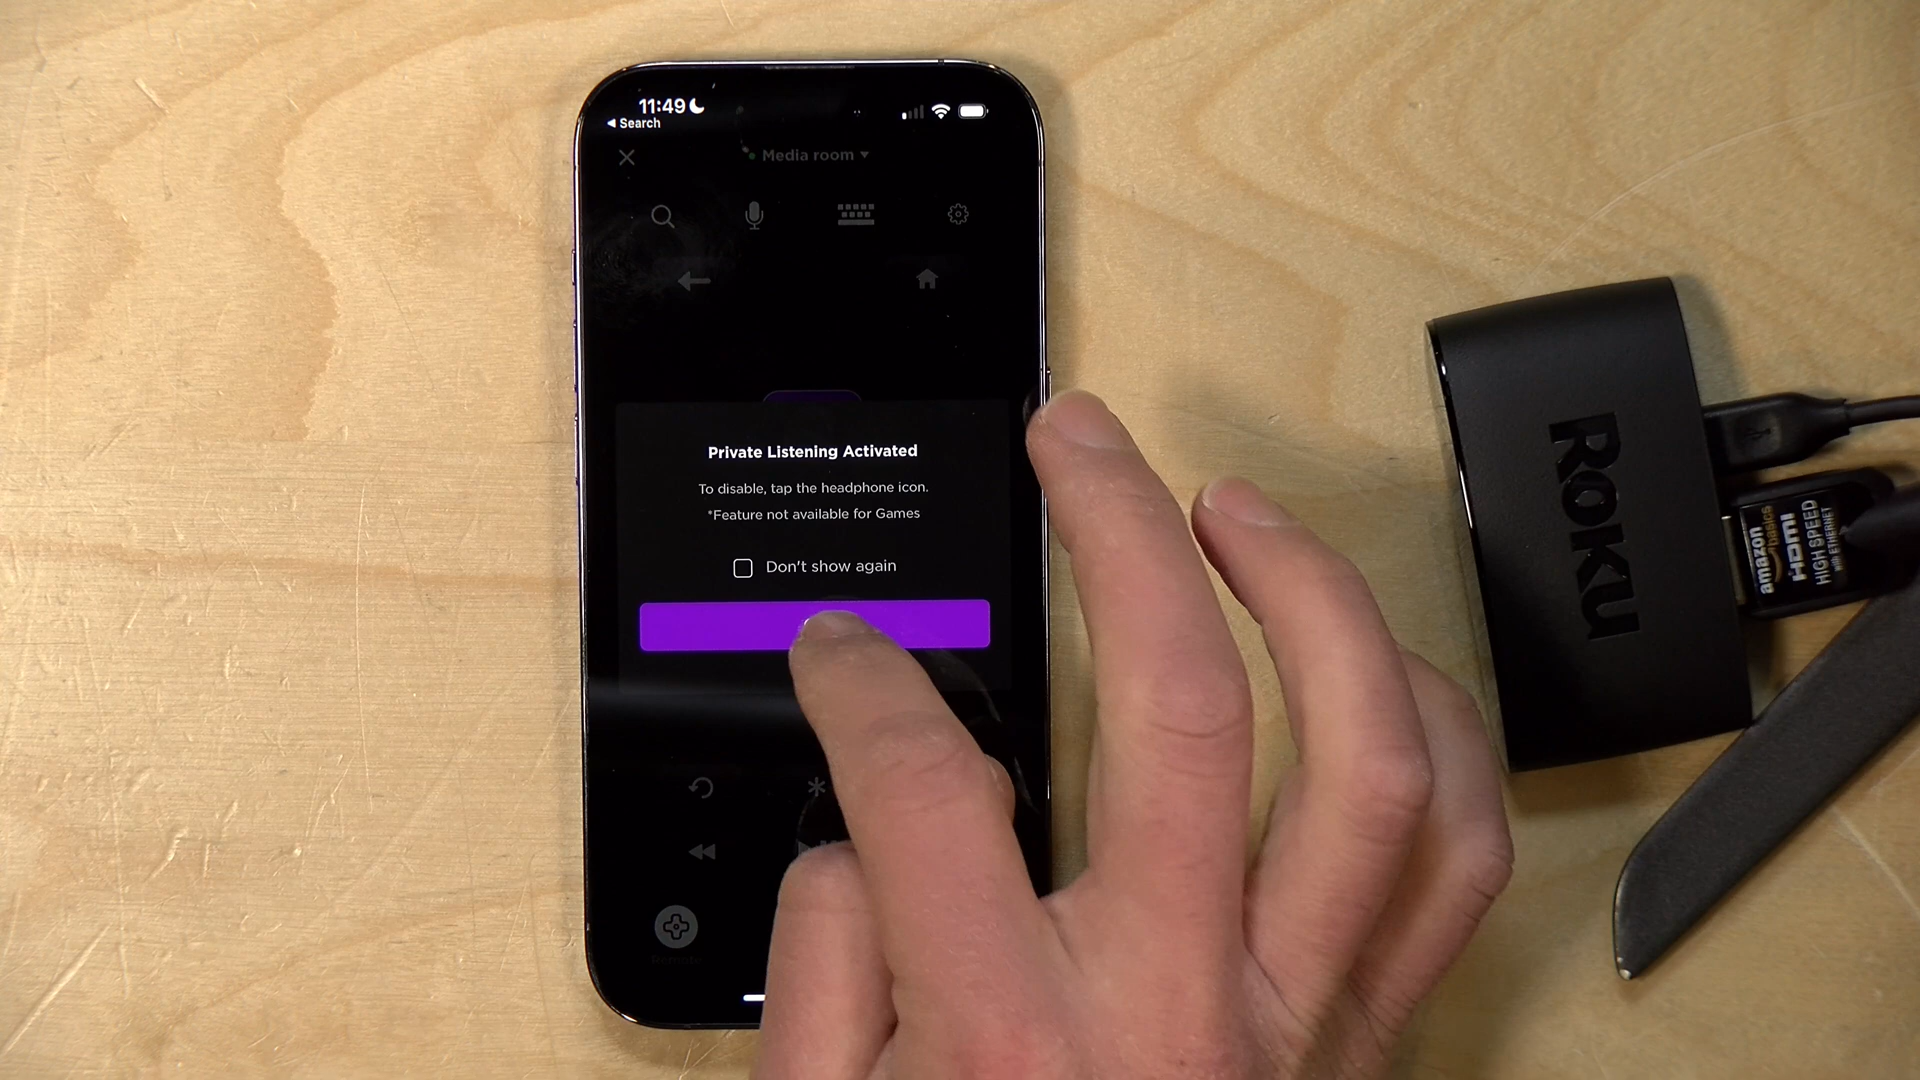 11:49
Search
Media room
Private Listening Activated
To disable, tap the headphone icon.
*Feature not available for Games
Don't show again
Remote
ROKU
amazon basics
HDMI
HIGH SPEED
with ETHERNET